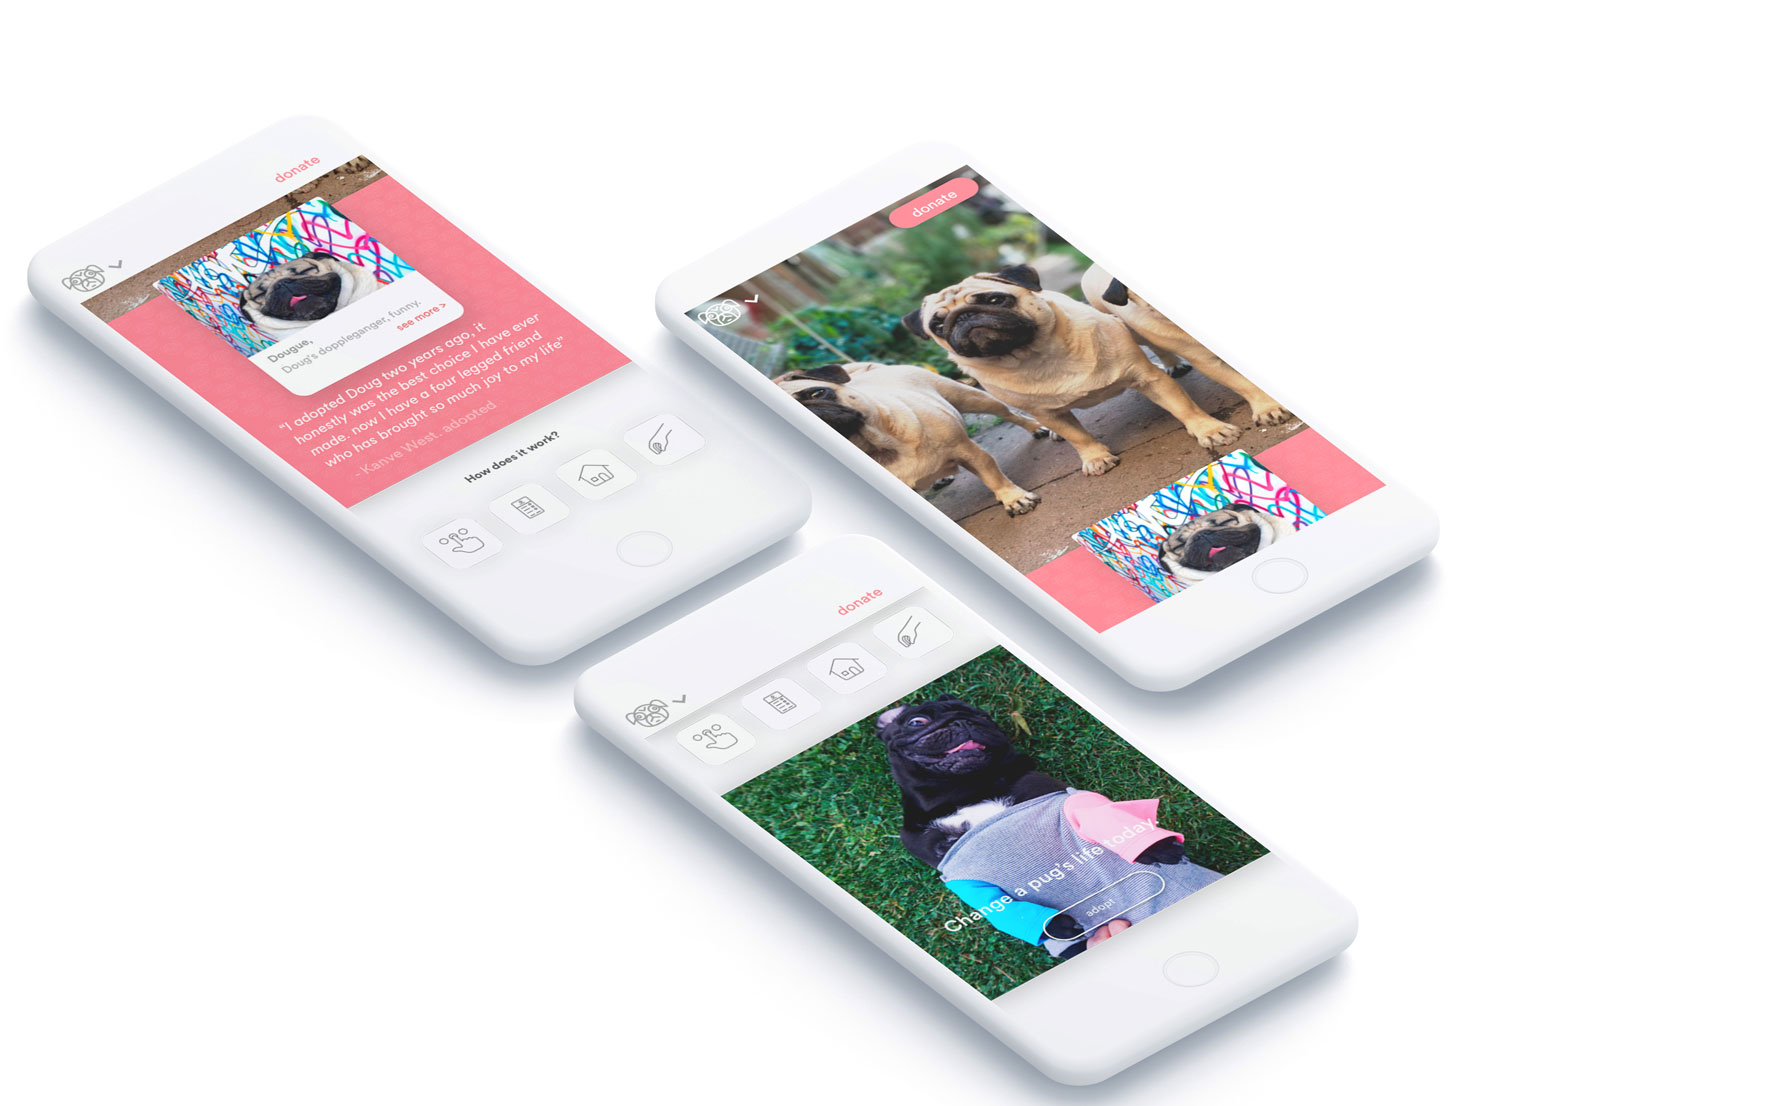 donate
Dougue,
Doug's doppleganger, funny.
see more >
"I adopted Doug two years ago, it
honestly was the best choice I have ever
made. now I have a four legged friend
who has brought so much joy to my life"
-Kanye West, adopted
How does it work?
donate
donate
Change a pug's life today.
adopt